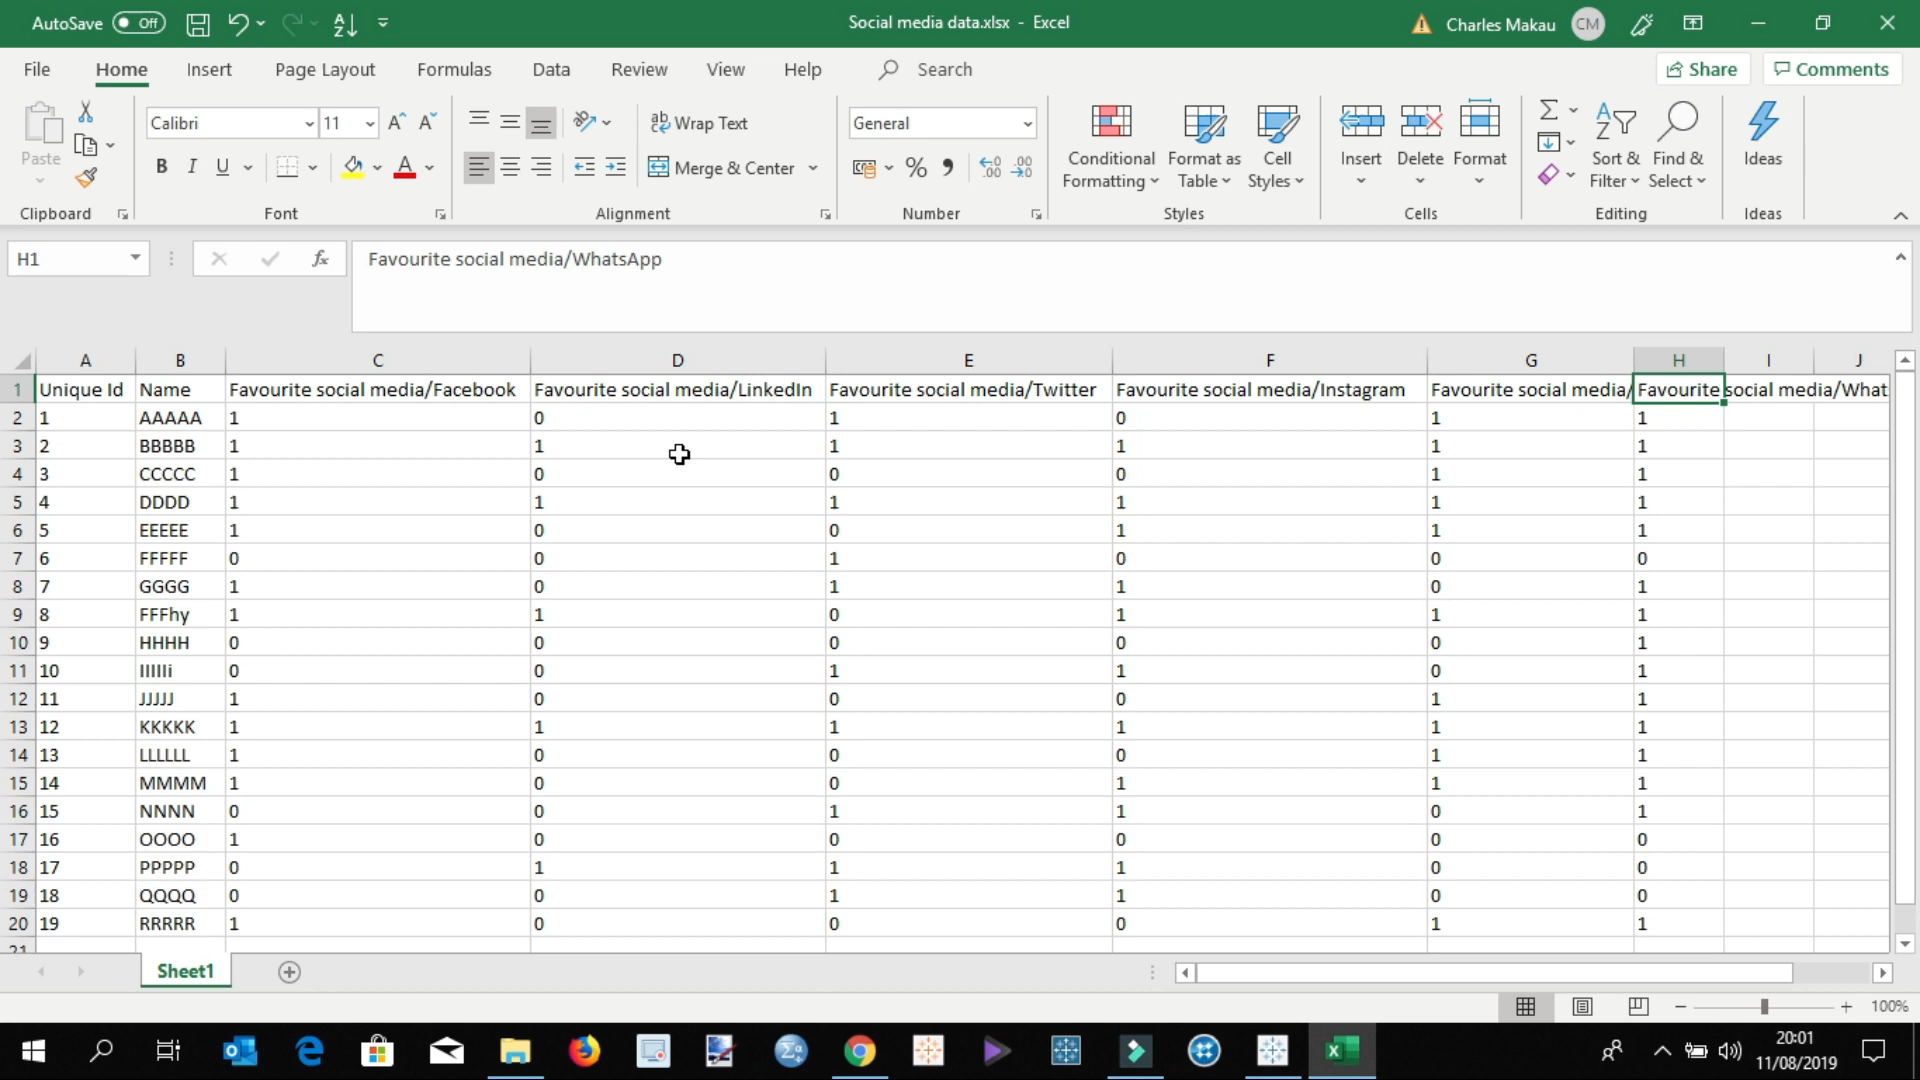 AutoSave Off Social media data.xlsx - Excel Charles Makau CM
File Home Insert Page Layout Formulas Data Review View Help Search Share Comments
Paste
Clipboard
Calibri 11
B I U
Font
Wrap Text
Merge & Center
Alignment
General
Number
Conditional Formatting
Format as Table
Cell Styles
Styles
Insert Delete Format
Cells
Sort & Filter
Find & Select
Editing
Ideas
Ideas
H1 fx Favourite social media/WhatsApp
A B C D E F G H I J
1 Unique Id Name Favourite social media/Facebook Favourite social media/LinkedIn Favourite social media/Twitter Favourite social media/Instagram Favourite social media/ Favourite social media/What
2 1 AAAAA 1 0 1 0 1 1
3 2 BBBBB 1 1 1 1 1 1
4 3 CCCCC 1 0 0 0 1 1
5 4 DDDD 1 1 1 1 1 1
6 5 EEEEE 1 0 0 1 1 1
7 6 FFFFF 0 0 1 0 0 0
8 7 GGGG 1 0 1 1 0 1
9 8 FFFhy 1 1 0 1 1 1
10 9 HHHH 0 0 0 0 0 1
11 10 IIIIIi 0 0 1 1 0 1
12 11 JJJJJ 1 0 0 0 1 1
13 12 KKKKK 1 1 1 1 1 1
14 13 LLLLLL 1 0 0 0 1 1
15 14 MMMM 1 0 0 1 1 1
16 15 NNNN 0 0 1 1 0 1
17 16 OOOO 1 0 0 0 0 0
18 17 PPPPP 0 1 1 1 0 0
19 18 QQQQ 0 0 1 1 0 0
20 19 RRRRR 1 0 0 0 1 1
21
Sheet1
100%
20:01
11/08/2019